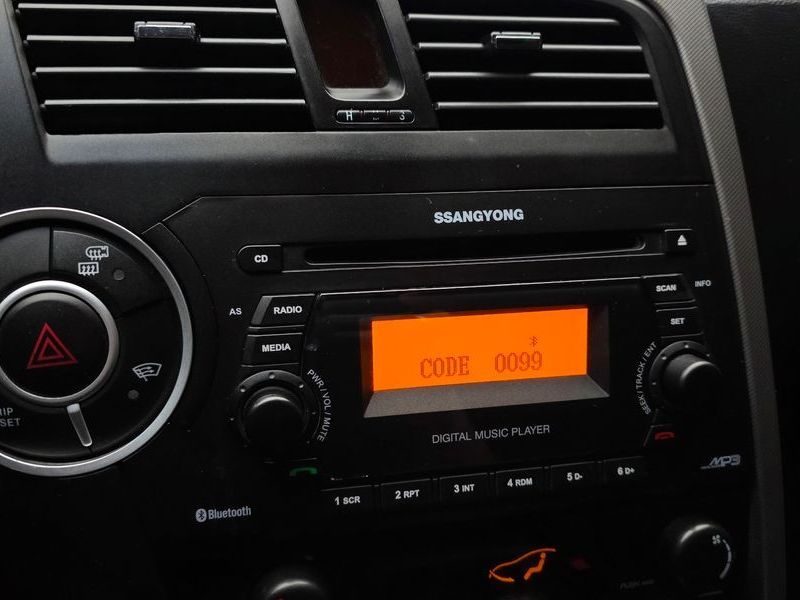 H M S
SSANGYONG
CD
SCAN INFO
AS RADIO
SET
MEDIA
CODE 0099
PWR / VOL / MUTE
SEEK / TRACK / ENT
DIGITAL MUSIC PLAYER
SET
MP3
1 SCR 2 RPT 3 INT 4 RDM 5 D- 6 D+
Bluetooth